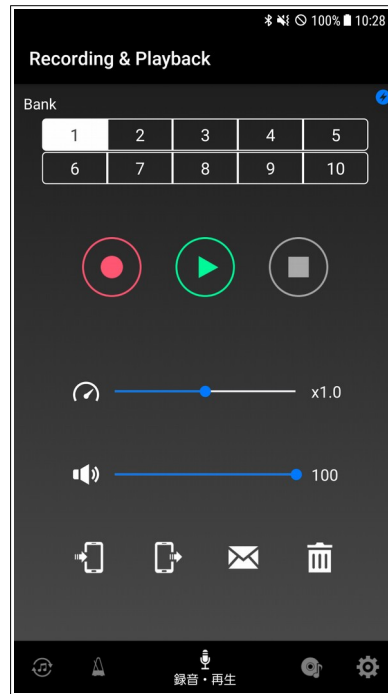 100% 10:28
Recording & Playback
Bank
1 2 3 4 5
6 7 8 9 10
x1.0
100
録音・再生